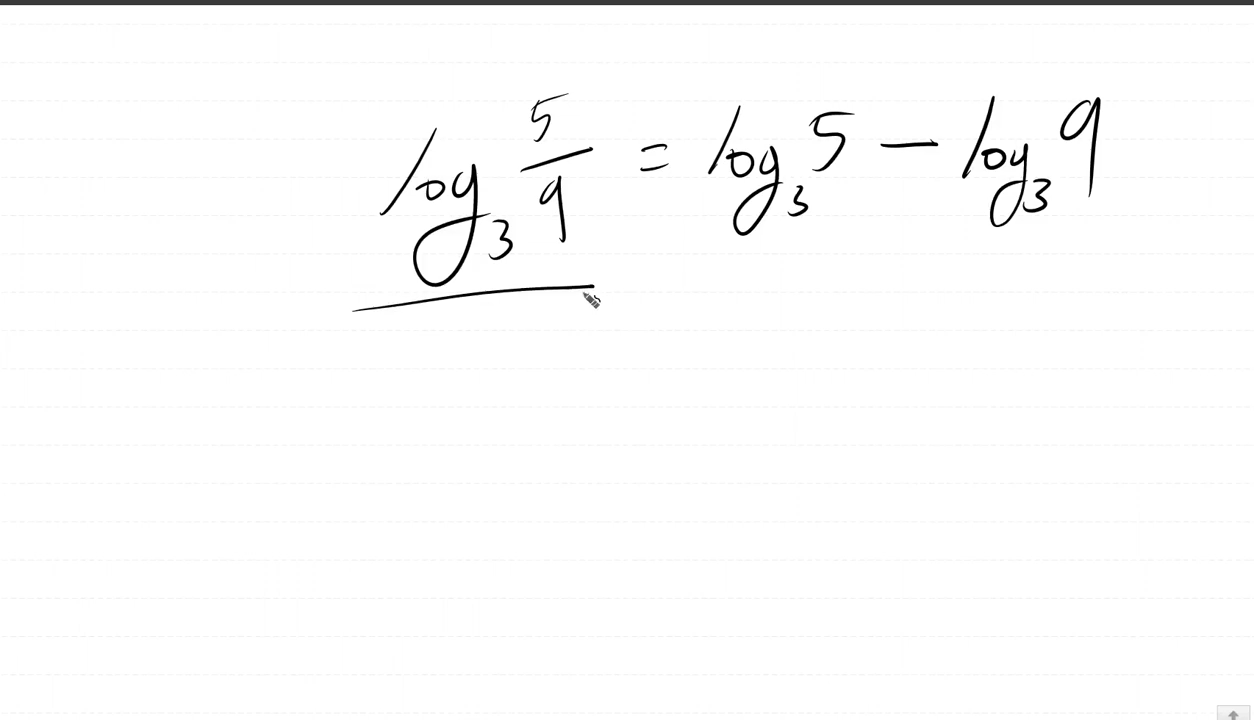 log₃ 5/9 = log₃ 5 − log₃ 9